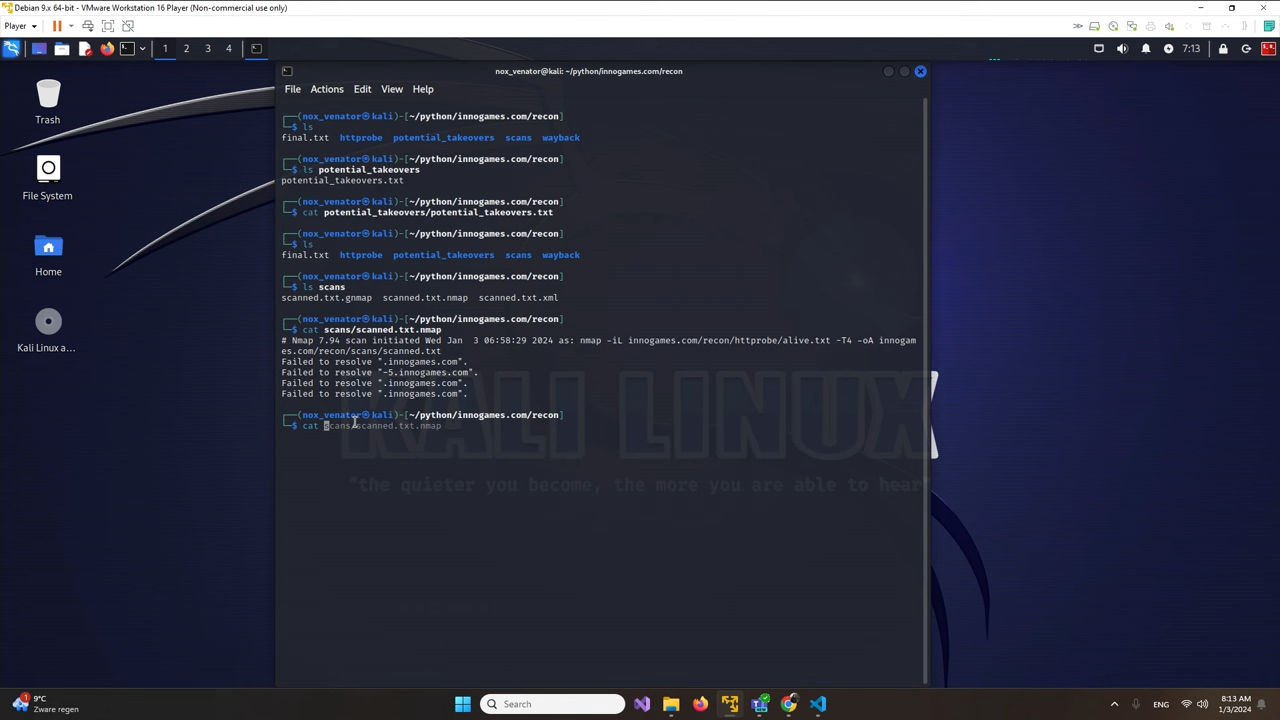 Debian 9.x 64-bit - VMware Workstation 16 Player (Non-commercial use only)
Player
1 2 3 4
7:13
nox_venator@kali: ~/python/innogames.com/recon
File Actions Edit View Help
Trash
File System
Home
Kali Linux a...
┌──(nox_venator㉿kali)-[~/python/innogames.com/recon]
└─$ ls
final.txt httprobe potential_takeovers scans wayback
┌──(nox_venator㉿kali)-[~/python/innogames.com/recon]
└─$ ls potential_takeovers
potential_takeovers.txt
┌──(nox_venator㉿kali)-[~/python/innogames.com/recon]
└─$ cat potential_takeovers/potential_takeovers.txt
┌──(nox_venator㉿kali)-[~/python/innogames.com/recon]
└─$ ls
final.txt httprobe potential_takeovers scans wayback
┌──(nox_venator㉿kali)-[~/python/innogames.com/recon]
└─$ ls scans
scanned.txt.gnmap scanned.txt.nmap scanned.txt.xml
┌──(nox_venator㉿kali)-[~/python/innogames.com/recon]
└─$ cat scans/scanned.txt.nmap
# Nmap 7.94 scan initiated Wed Jan  3 06:58:29 2024 as: nmap -iL innogames.com/recon/httprobe/alive.txt -T4 -oA innogam
es.com/recon/scans/scanned.txt
Failed to resolve ".innogames.com".
Failed to resolve "-5.innogames.com".
Failed to resolve ".innogames.com".
Failed to resolve ".innogames.com".
┌──(nox_venator㉿kali)-[~/python/innogames.com/recon]
└─$ cat scans/scanned.txt.nmap
KALI LINUX
"the quieter you become, the more you are able to hear"
1
9°C
Zware regen
Search
ENG
8:13 AM
1/3/2024